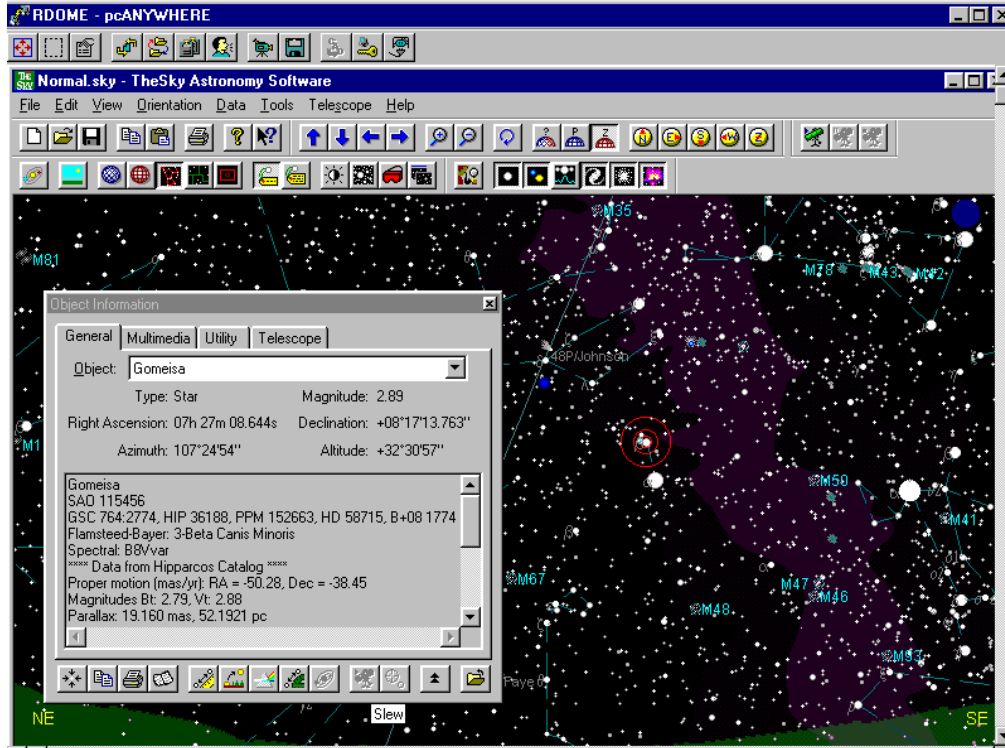 RDOME - pcANYWHERE
Normal.sky - TheSky Astronomy Software
File Edit View Orientation Data Tools Telescope Help
M35
M81
M78 M43 M42
Object Information
General Multimedia Utility Telescope
48P/Johnson
Object: Gomeisa
Type: Star Magnitude: 2.89
Right Ascension: 07h 27m 08.644s Declination: +08°17'13.763"
M1
Azimuth: 107°24'54" Altitude: +32°30'57"
Gomeisa
SAO 115456
GSC 764:2774, HIP 36188, PPM 152663, HD 58715, B+08 1774
Flamsteed-Bayer: 3-Beta Canis Minoris
Spectral: B8Vvar
**** Data from Hipparcos Catalog ****
Proper motion (mas/yr): RA = -50.28, Dec = -38.45
Magnitudes Bt: 2.79, Vt: 2.88
Parallax: 19.160 mas, 52.1921 pc
M50
M41
M67
M47
M46
M48
M93
Faye
Slew
NE SE